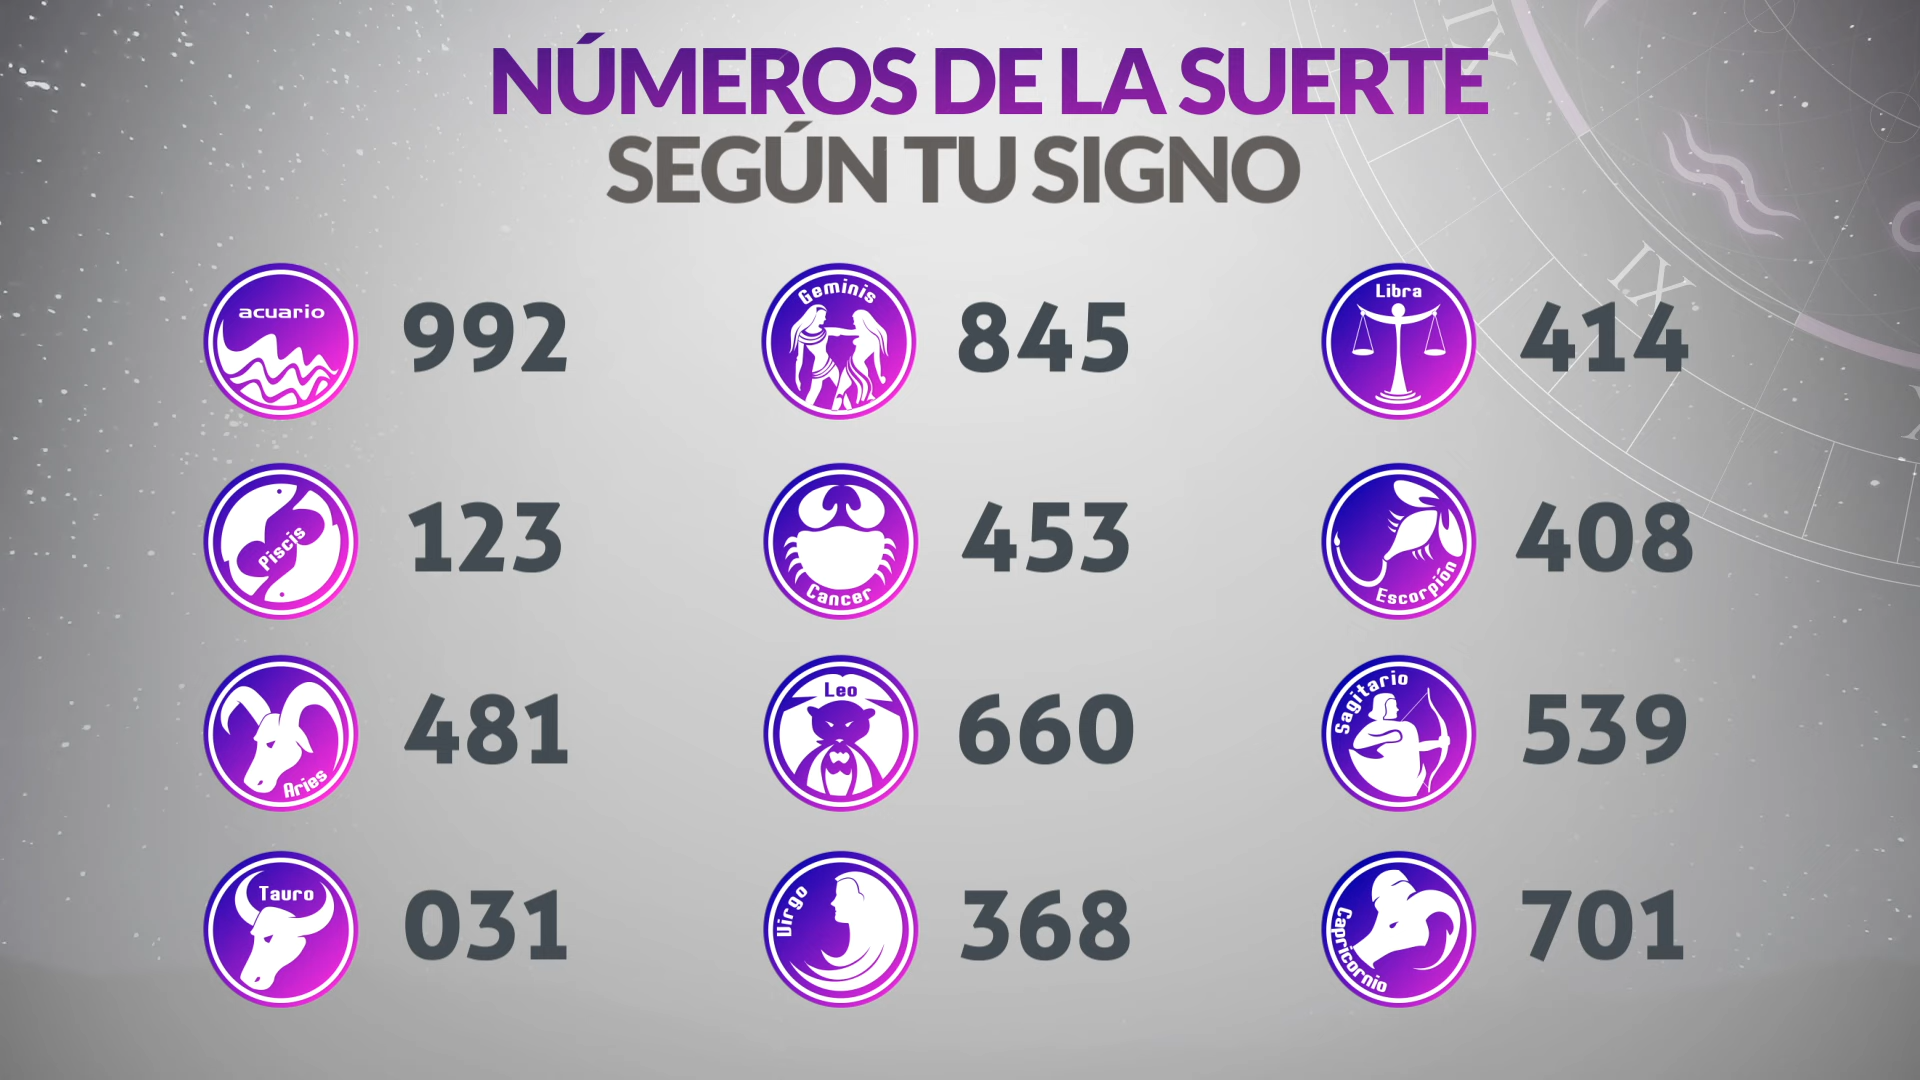 NÚMEROS DE LA SUERTE
SEGÚN TU SIGNO
acuario 992
Geminis 845
Libra 414
Piscis 123
Cancer 453
Escorpión 408
Aries 481
Leo 660
Sagitario 539
Tauro 031
Virgo 368
Capricornio 701
IX